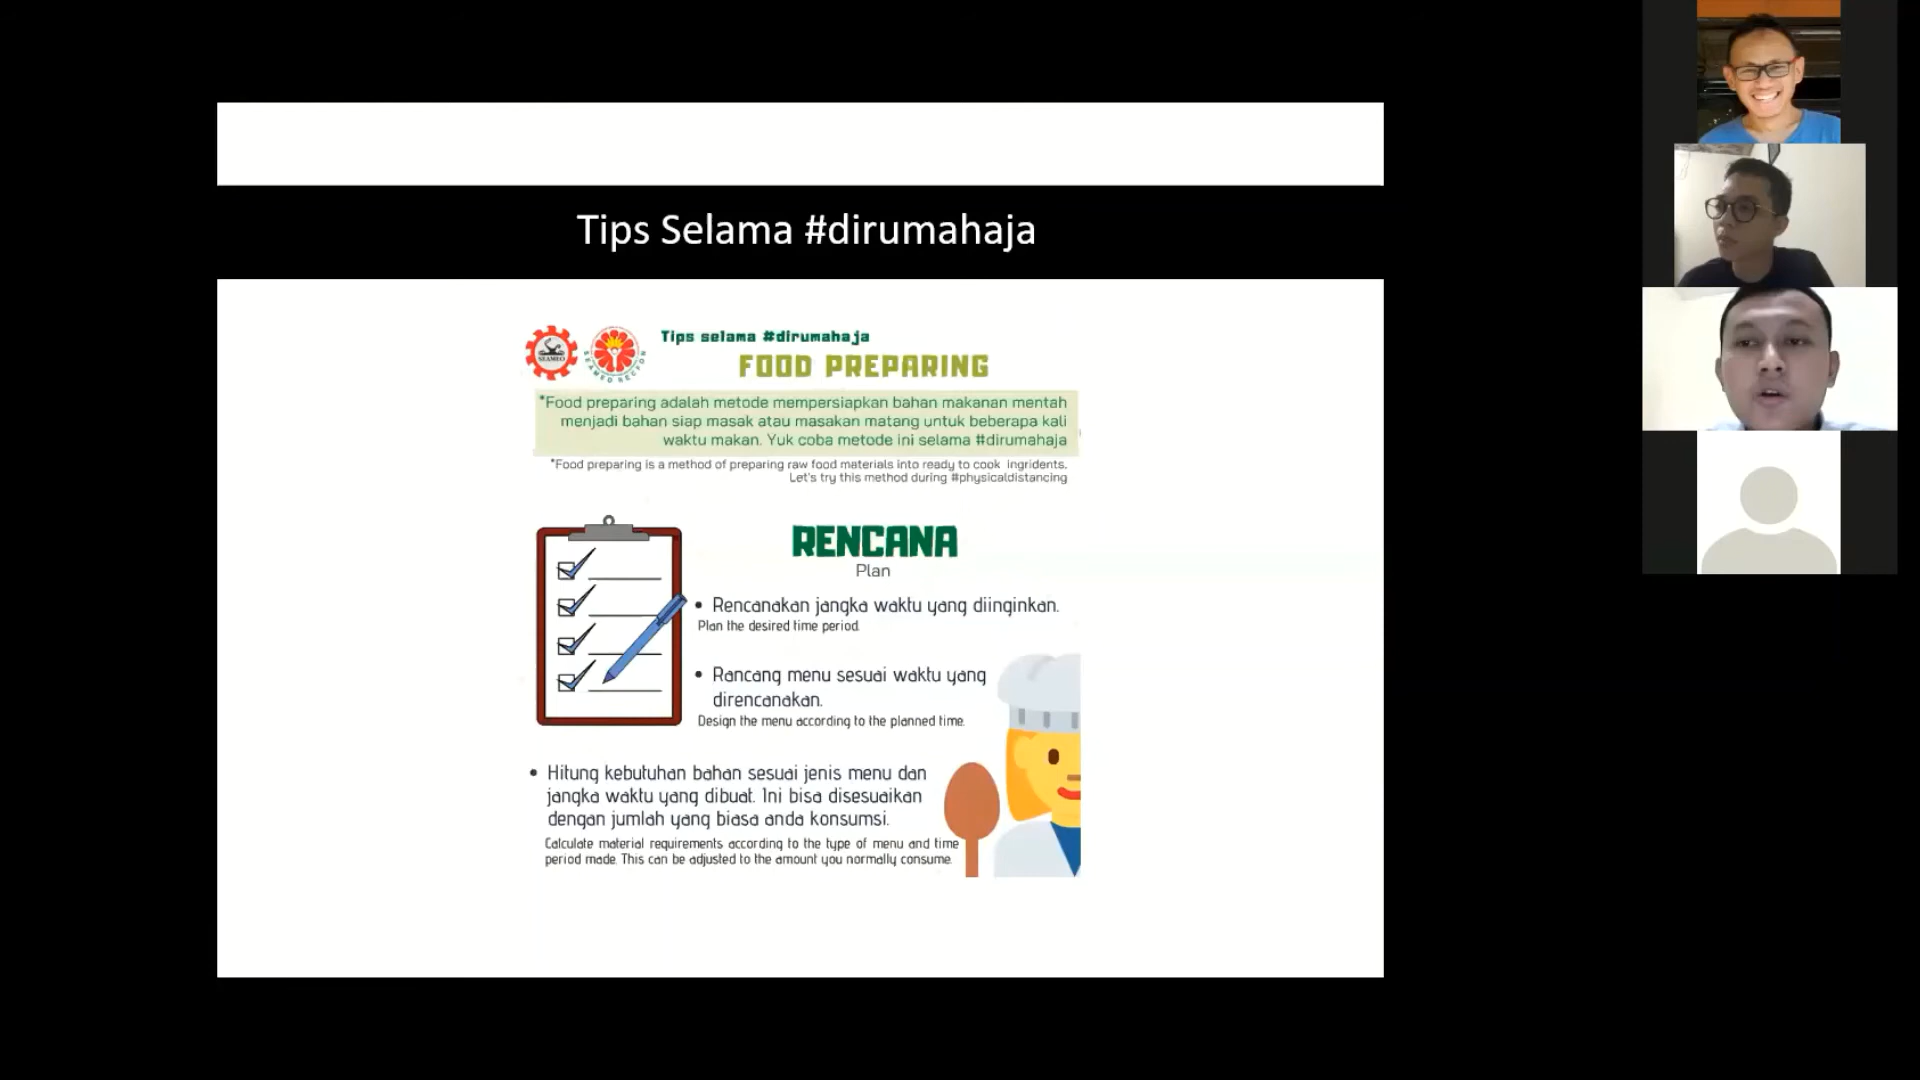 Tips Selama #dirumahaja
SEAMEO
SEAMEO RECFON
Tips selama #dirumahaja
FOOD PREPARING
*Food preparing adalah metode mempersiapkan bahan makanan mentah
menjadi bahan siap masak atau masakan matang untuk beberapa kali
waktu makan. Yuk coba metode ini selama #dirumahaja
*Food preparing is a method of preparing raw food materials into ready to cook ingridents.
Let's try this method during #physicaldistancing
RENCANA
Plan
• Rencanakan jangka waktu yang diinginkan.
Plan the desired time period.
• Rancang menu sesuai waktu yang
direncanakan.
Design the menu according to the planned time.
• Hitung kebutuhan bahan sesuai jenis menu dan
jangka waktu yang dibuat. Ini bisa disesuaikan
dengan jumlah yang biasa anda konsumsi.
Calculate material requirements according to the type of menu and time
period made. This can be adjusted to the amount you normally consume.